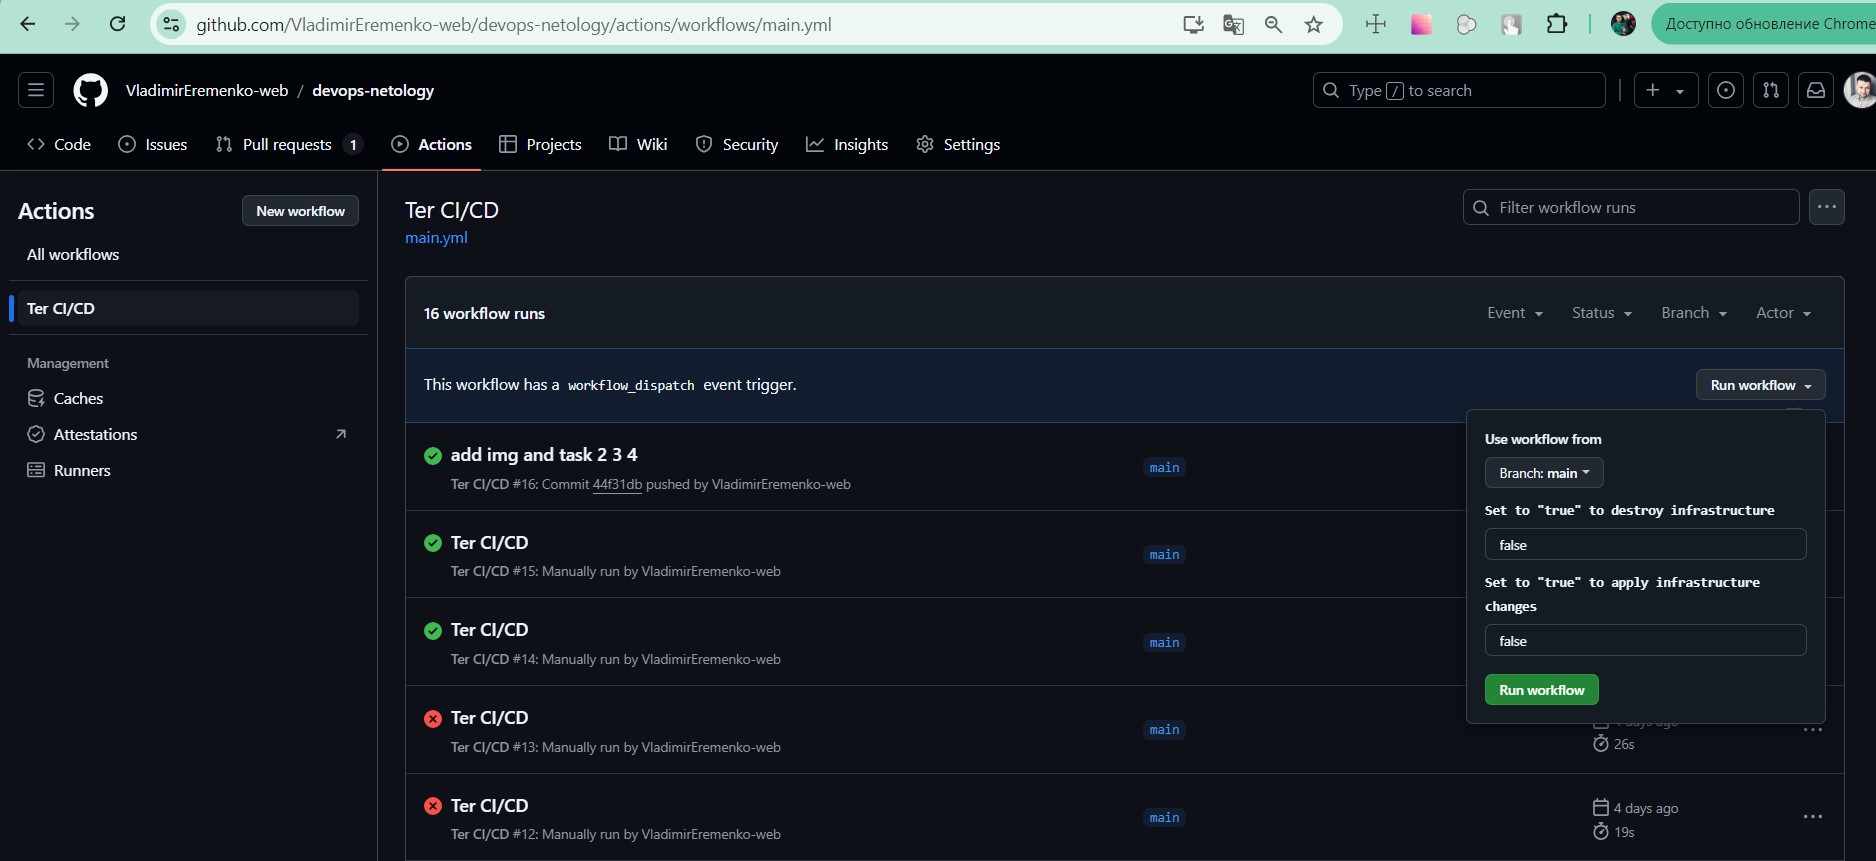 github.com/VladimirEremenko-web/devops-netology/actions/workflows/main.yml
Доступно обновление Chrome
VladimirEremenko-web / devops-netology
Type / to search
Code Issues Pull requests 1 Actions Projects Wiki Security Insights Settings
Actions
New workflow
All workflows
Ter CI/CD
Management
Caches
Attestations
Runners
Ter CI/CD
main.yml
Filter workflow runs
16 workflow runs
Event Status Branch Actor
This workflow has a workflow_dispatch event trigger.
Run workflow
Use workflow from
Branch: main
Set to "true" to destroy infrastructure
false
Set to "true" to apply infrastructure
changes
false
Run workflow
add img and task 2 3 4
Ter CI/CD #16: Commit 44f31db pushed by VladimirEremenko-web
main
Ter CI/CD
Ter CI/CD #15: Manually run by VladimirEremenko-web
main
Ter CI/CD
Ter CI/CD #14: Manually run by VladimirEremenko-web
main
Ter CI/CD
Ter CI/CD #13: Manually run by VladimirEremenko-web
main
days ago
26s
Ter CI/CD
Ter CI/CD #12: Manually run by VladimirEremenko-web
main
4 days ago
19s